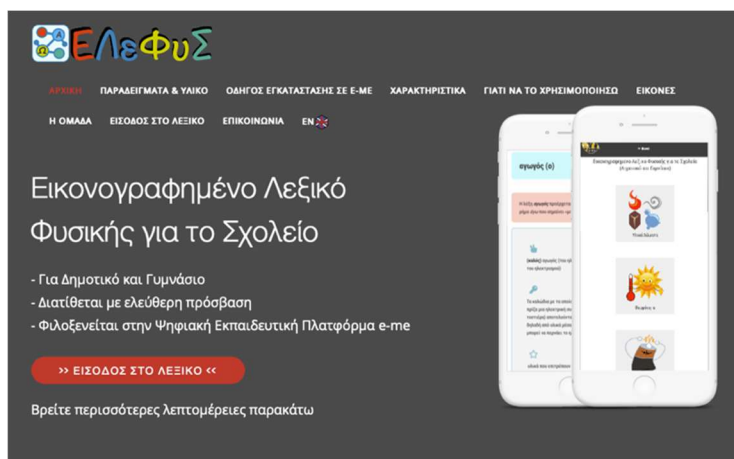 ΕΛεΦυΣ
ΑΡΧΙΚΗ ΠΑΡΑΔΕΙΓΜΑΤΑ & ΥΛΙΚΟ ΟΔΗΓΟΣ ΕΓΚΑΤΑΣΤΑΣΗΣ ΣΕ E-ME ΧΑΡΑΚΤΗΡΙΣΤΙΚΑ ΓΙΑΤΙ ΝΑ ΤΟ ΧΡΗΣΙΜΟΠΟΙΗΣΩ ΕΙΚΟΝΕΣ
Η ΟΜΑΔΑ ΕΙΣΟΔΟΣ ΣΤΟ ΛΕΞΙΚΟ ΕΠΙΚΟΙΝΩΝΙΑ EN
Εικονογραφημένο Λεξικό
Φυσικής για το Σχολείο
- Για Δημοτικό και Γυμνάσιο
- Διατίθεται με ελεύθερη πρόσβαση
- Φιλοξενείται στην Ψηφιακή Εκπαιδευτική Πλατφόρμα e-me
>> ΕΙΣΟΔΟΣ ΣΤΟ ΛΕΞΙΚΟ <<
Βρείτε περισσότερες λεπτομέρειες παρακάτω
αγωγός (ο)